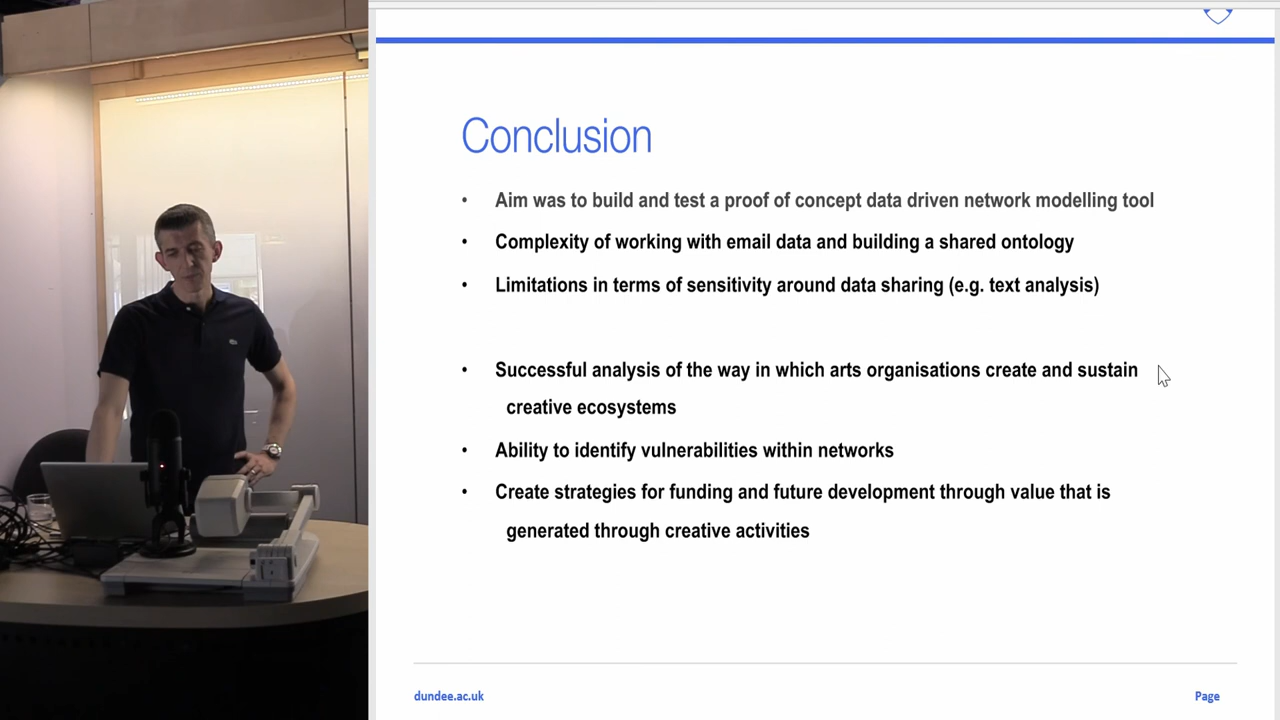 Conclusion
• Aim was to build and test a proof of concept data driven network modelling tool
• Complexity of working with email data and building a shared ontology
• Limitations in terms of sensitivity around data sharing (e.g. text analysis)
• Successful analysis of the way in which arts organisations create and sustain
creative ecosystems
• Ability to identify vulnerabilities within networks
• Create strategies for funding and future development through value that is
generated through creative activities
dundee.ac.uk
Page